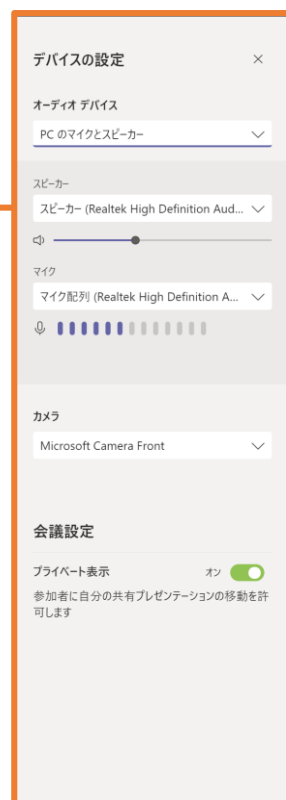 デバイスの設定
オーディオ デバイス
PC のマイクとスピーカー
スピーカー
スピーカー (Realtek High Definition Aud...
マイク
マイク配列 (Realtek High Definition A...
カメラ
Microsoft Camera Front
会議設定
プライベート表示 オン
参加者に自分の共有プレゼンテーションの移動を許
可します